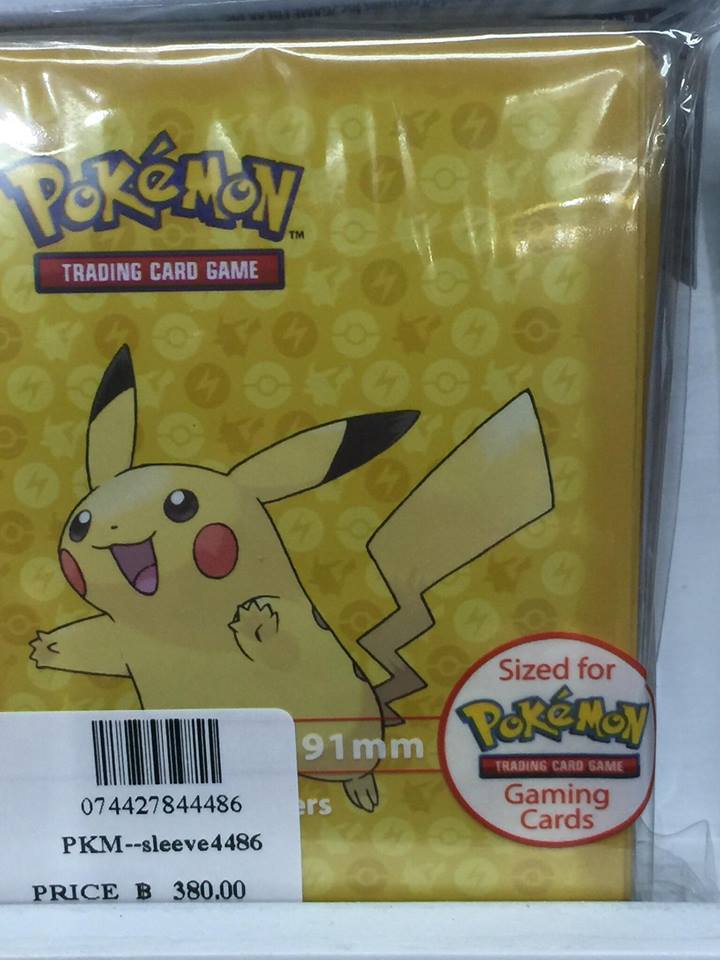 POKéMON™
TRADING CARD GAME
91mm
ers
Sized for
POKéMON
TRADING CARD GAME
Gaming
Cards
074427844486
PKM--sleeve4486
PRICE ฿ 380.00